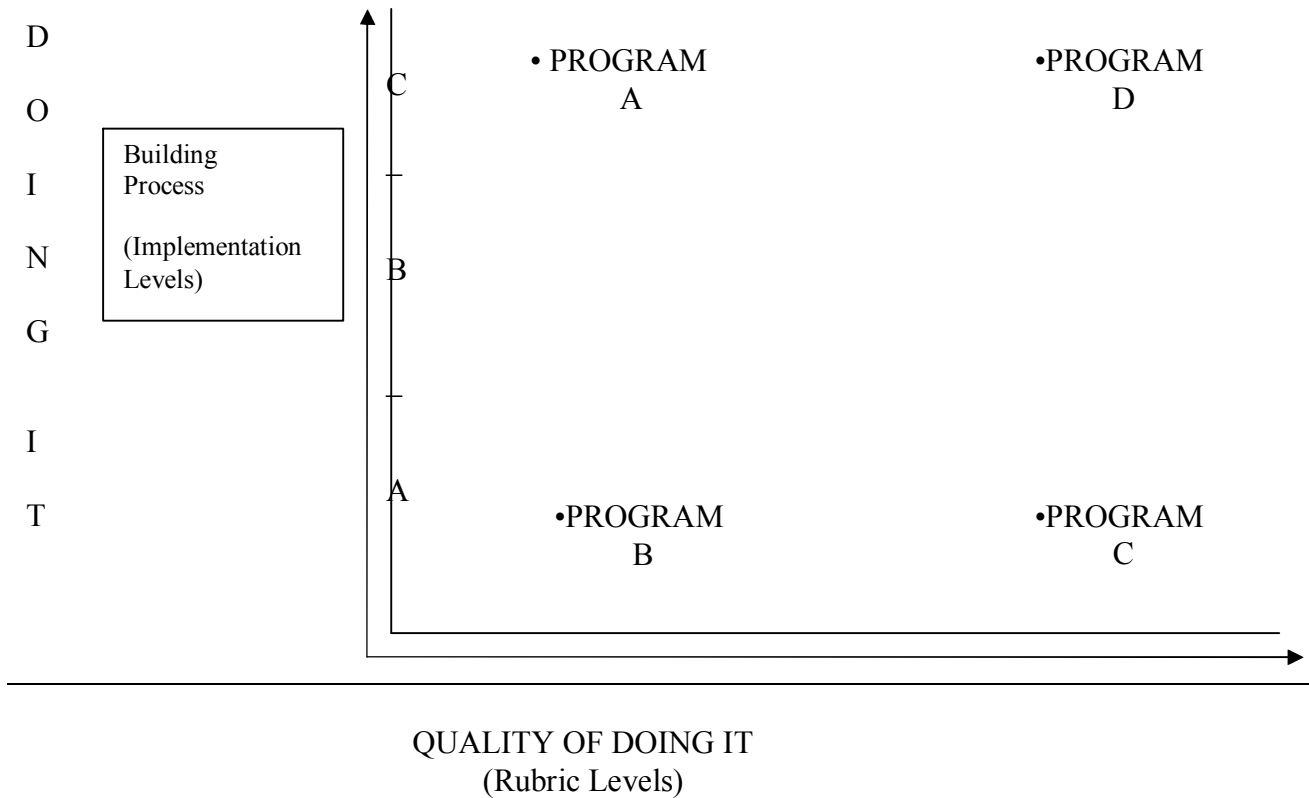 D
O
I
N
G
I
T
Building
Process
(Implementation
Levels)
C
B
A
• PROGRAM
A
•PROGRAM
D
•PROGRAM
B
•PROGRAM
C
QUALITY OF DOING IT
(Rubric Levels)